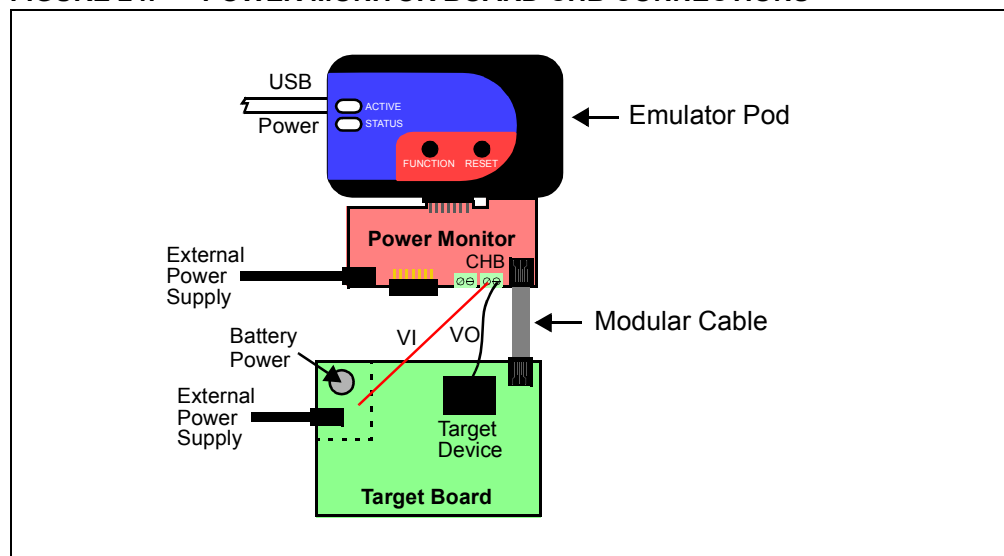 USB
Power
ACTIVE
STATUS
FUNCTION RESET
Emulator Pod
Power Monitor
CHB
External
Power
Supply
Modular Cable
VI
VO
Battery
Power
External
Power
Supply
Target
Device
Target Board